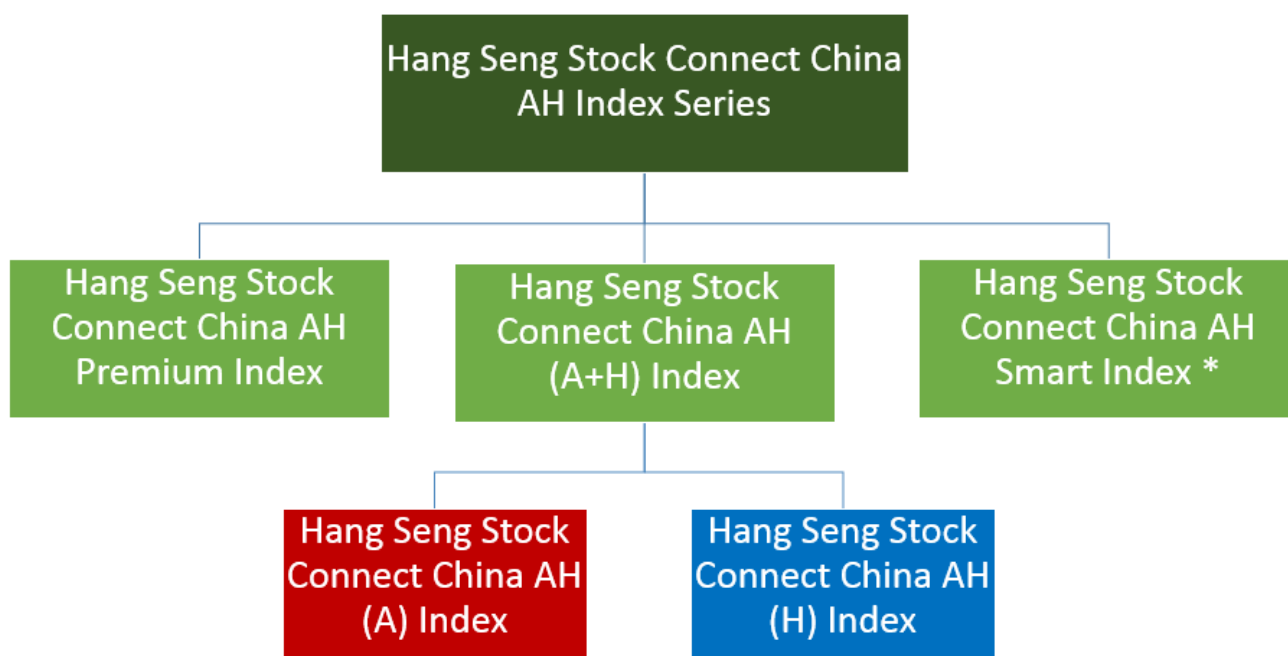 Hang Seng Stock Connect China
AH Index Series
Hang Seng Stock
Connect China AH
Premium Index
Hang Seng Stock
Connect China AH
(A+H) Index
Hang Seng Stock
Connect China AH
Smart Index *
Hang Seng Stock
Connect China AH
(A) Index
Hang Seng Stock
Connect China AH
(H) Index